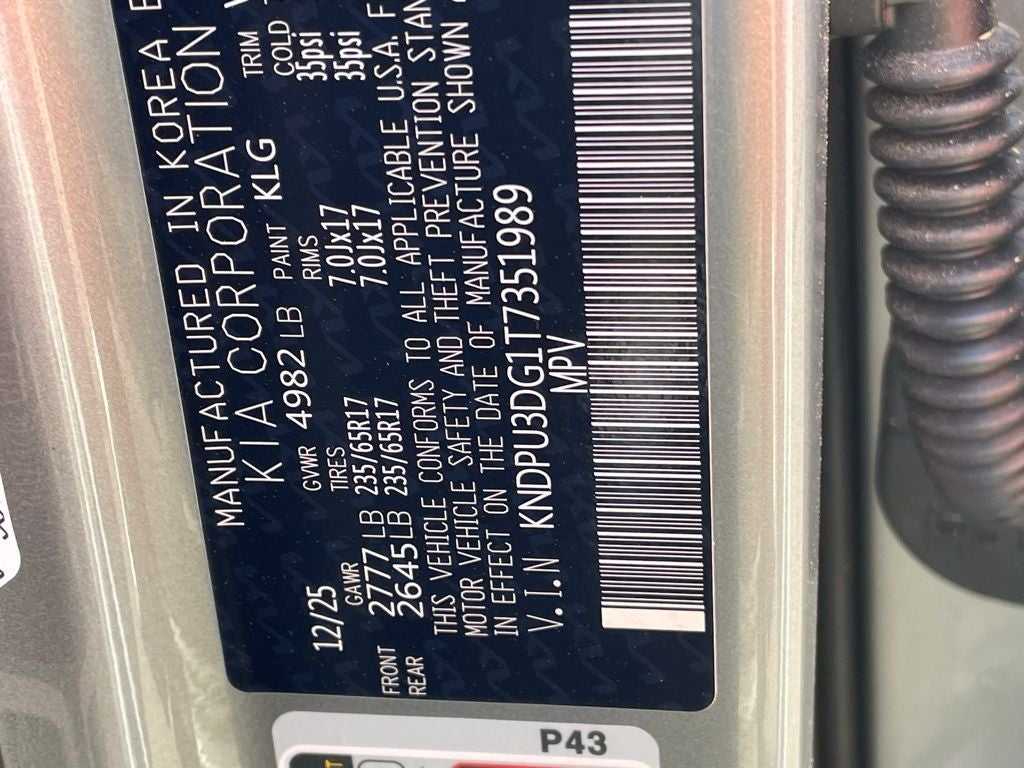 MANUFACTURED IN KOREA
KIA CORPORATION
12/25 GVWR 4982 LB PAINT KLG TRIM
GAWR TIRES RIMS COLD
FRONT 2777 LB 235/65R17 7.0Jx17 35psi
REAR 2645 LB 235/65R17 7.0Jx17 35psi
THIS VEHICLE CONFORMS TO ALL APPLICABLE U.S.A. F
MOTOR VEHICLE SAFETY AND THEFT PREVENTION STAN
IN EFFECT ON THE DATE OF MANUFACTURE SHOWN
V.I.N KNDPU3DG1T7351989
MPV
P43